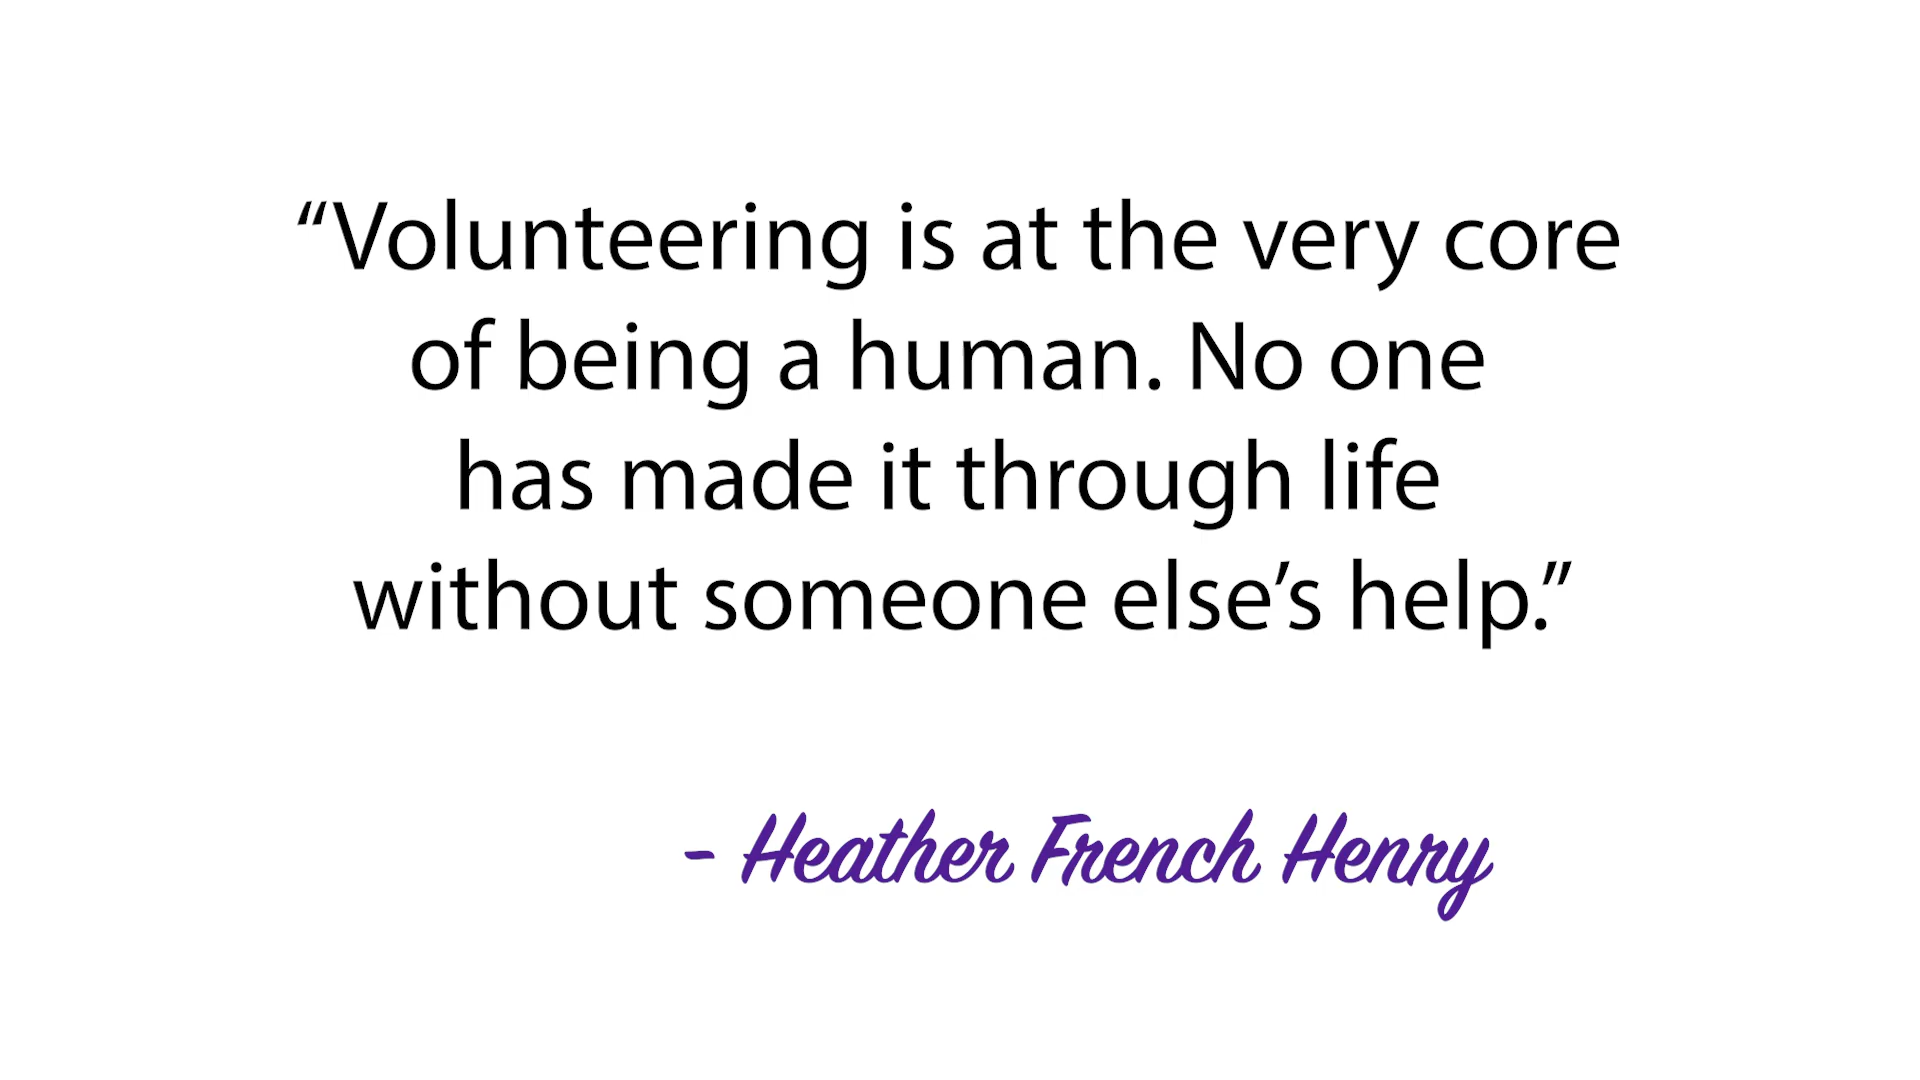 “Volunteering is at the very core
of being a human. No one
has made it through life
without someone else’s help.”
- Heather French Henry